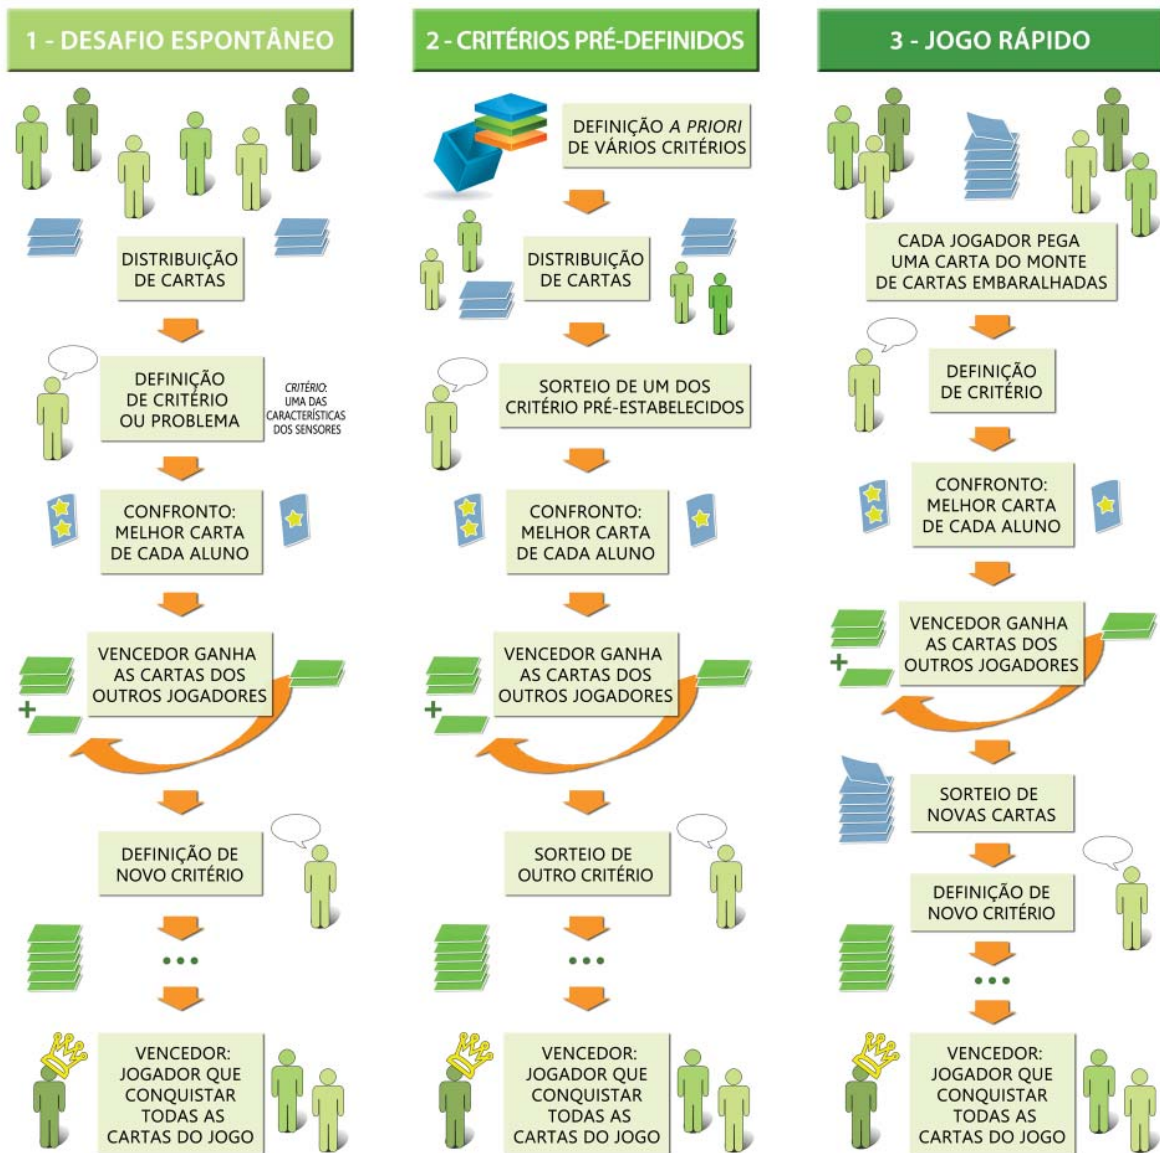 1 - DESAFIO ESPONTÂNEO
DISTRIBUIÇÃO
DE CARTAS
DEFINIÇÃO
DE CRITÉRIO
OU PROBLEMA
CRITÉRIO:
UMA DAS
CARACTERÍSTICAS
DOS SENSORES
CONFRONTO:
MELHOR CARTA
DE CADA ALUNO
VENCEDOR GANHA
AS CARTAS DOS
OUTROS JOGADORES
+
DEFINIÇÃO DE
NOVO CRITÉRIO
...
VENCEDOR:
JOGADOR QUE
CONQUISTAR
TODAS AS
CARTAS DO JOGO
2 - CRITÉRIOS PRÉ-DEFINIDOS
DEFINIÇÃO A PRIORI
DE VÁRIOS CRITÉRIOS
DISTRIBUIÇÃO
DE CARTAS
SORTEIO DE UM DOS
CRITÉRIO PRÉ-ESTABELECIDOS
CONFRONTO:
MELHOR CARTA
DE CADA ALUNO
VENCEDOR GANHA
AS CARTAS DOS
OUTROS JOGADORES
+
SORTEIO DE
OUTRO CRITÉRIO
...
VENCEDOR:
JOGADOR QUE
CONQUISTAR
TODAS AS
CARTAS DO JOGO
3 - JOGO RÁPIDO
CADA JOGADOR PEGA
UMA CARTA DO MONTE
DE CARTAS EMBARALHADAS
DEFINIÇÃO
DE CRITÉRIO
CONFRONTO:
MELHOR CARTA
DE CADA ALUNO
VENCEDOR GANHA
AS CARTAS DOS
OUTROS JOGADORES
+
SORTEIO DE
NOVAS CARTAS
DEFINIÇÃO DE
NOVO CRITÉRIO
...
VENCEDOR:
JOGADOR QUE
CONQUISTAR
TODAS AS
CARTAS DO JOGO